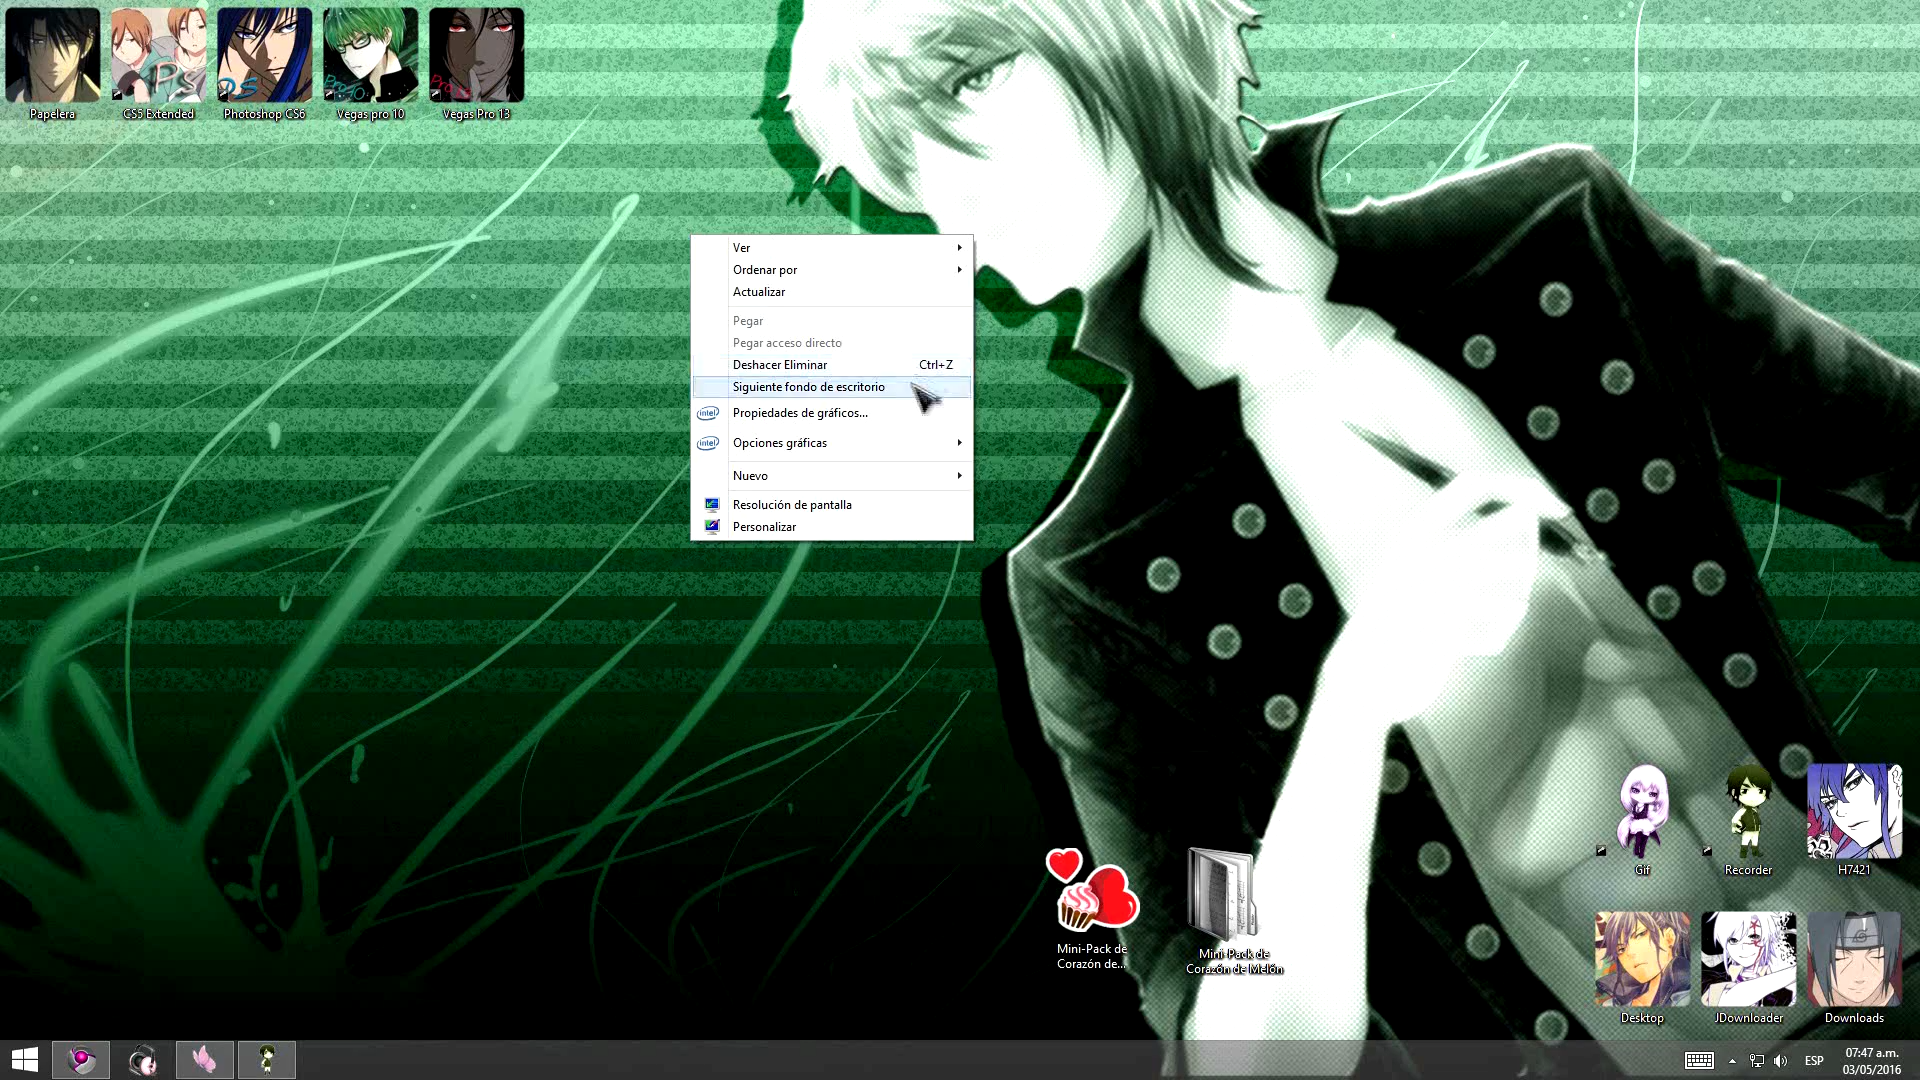 Papelera
CS5 Extended
Photoshop CS6
Vegas pro 10
Vegas Pro 13
Ver
Ordenar por
Actualizar
Pegar
Pegar acceso directo
Deshacer Eliminar Ctrl+Z
Siguiente fondo de escritorio
intel Propiedades de gráficos...
intel Opciones gráficas
Nuevo
Resolución de pantalla
Personalizar
Gif
Recorder
H7421
Mini-Pack de
Corazón de...
Mini-Pack de
Corazón de Melón
Desktop
JDownloader
Downloads
ESP
07:47 a.m.
03/05/2016